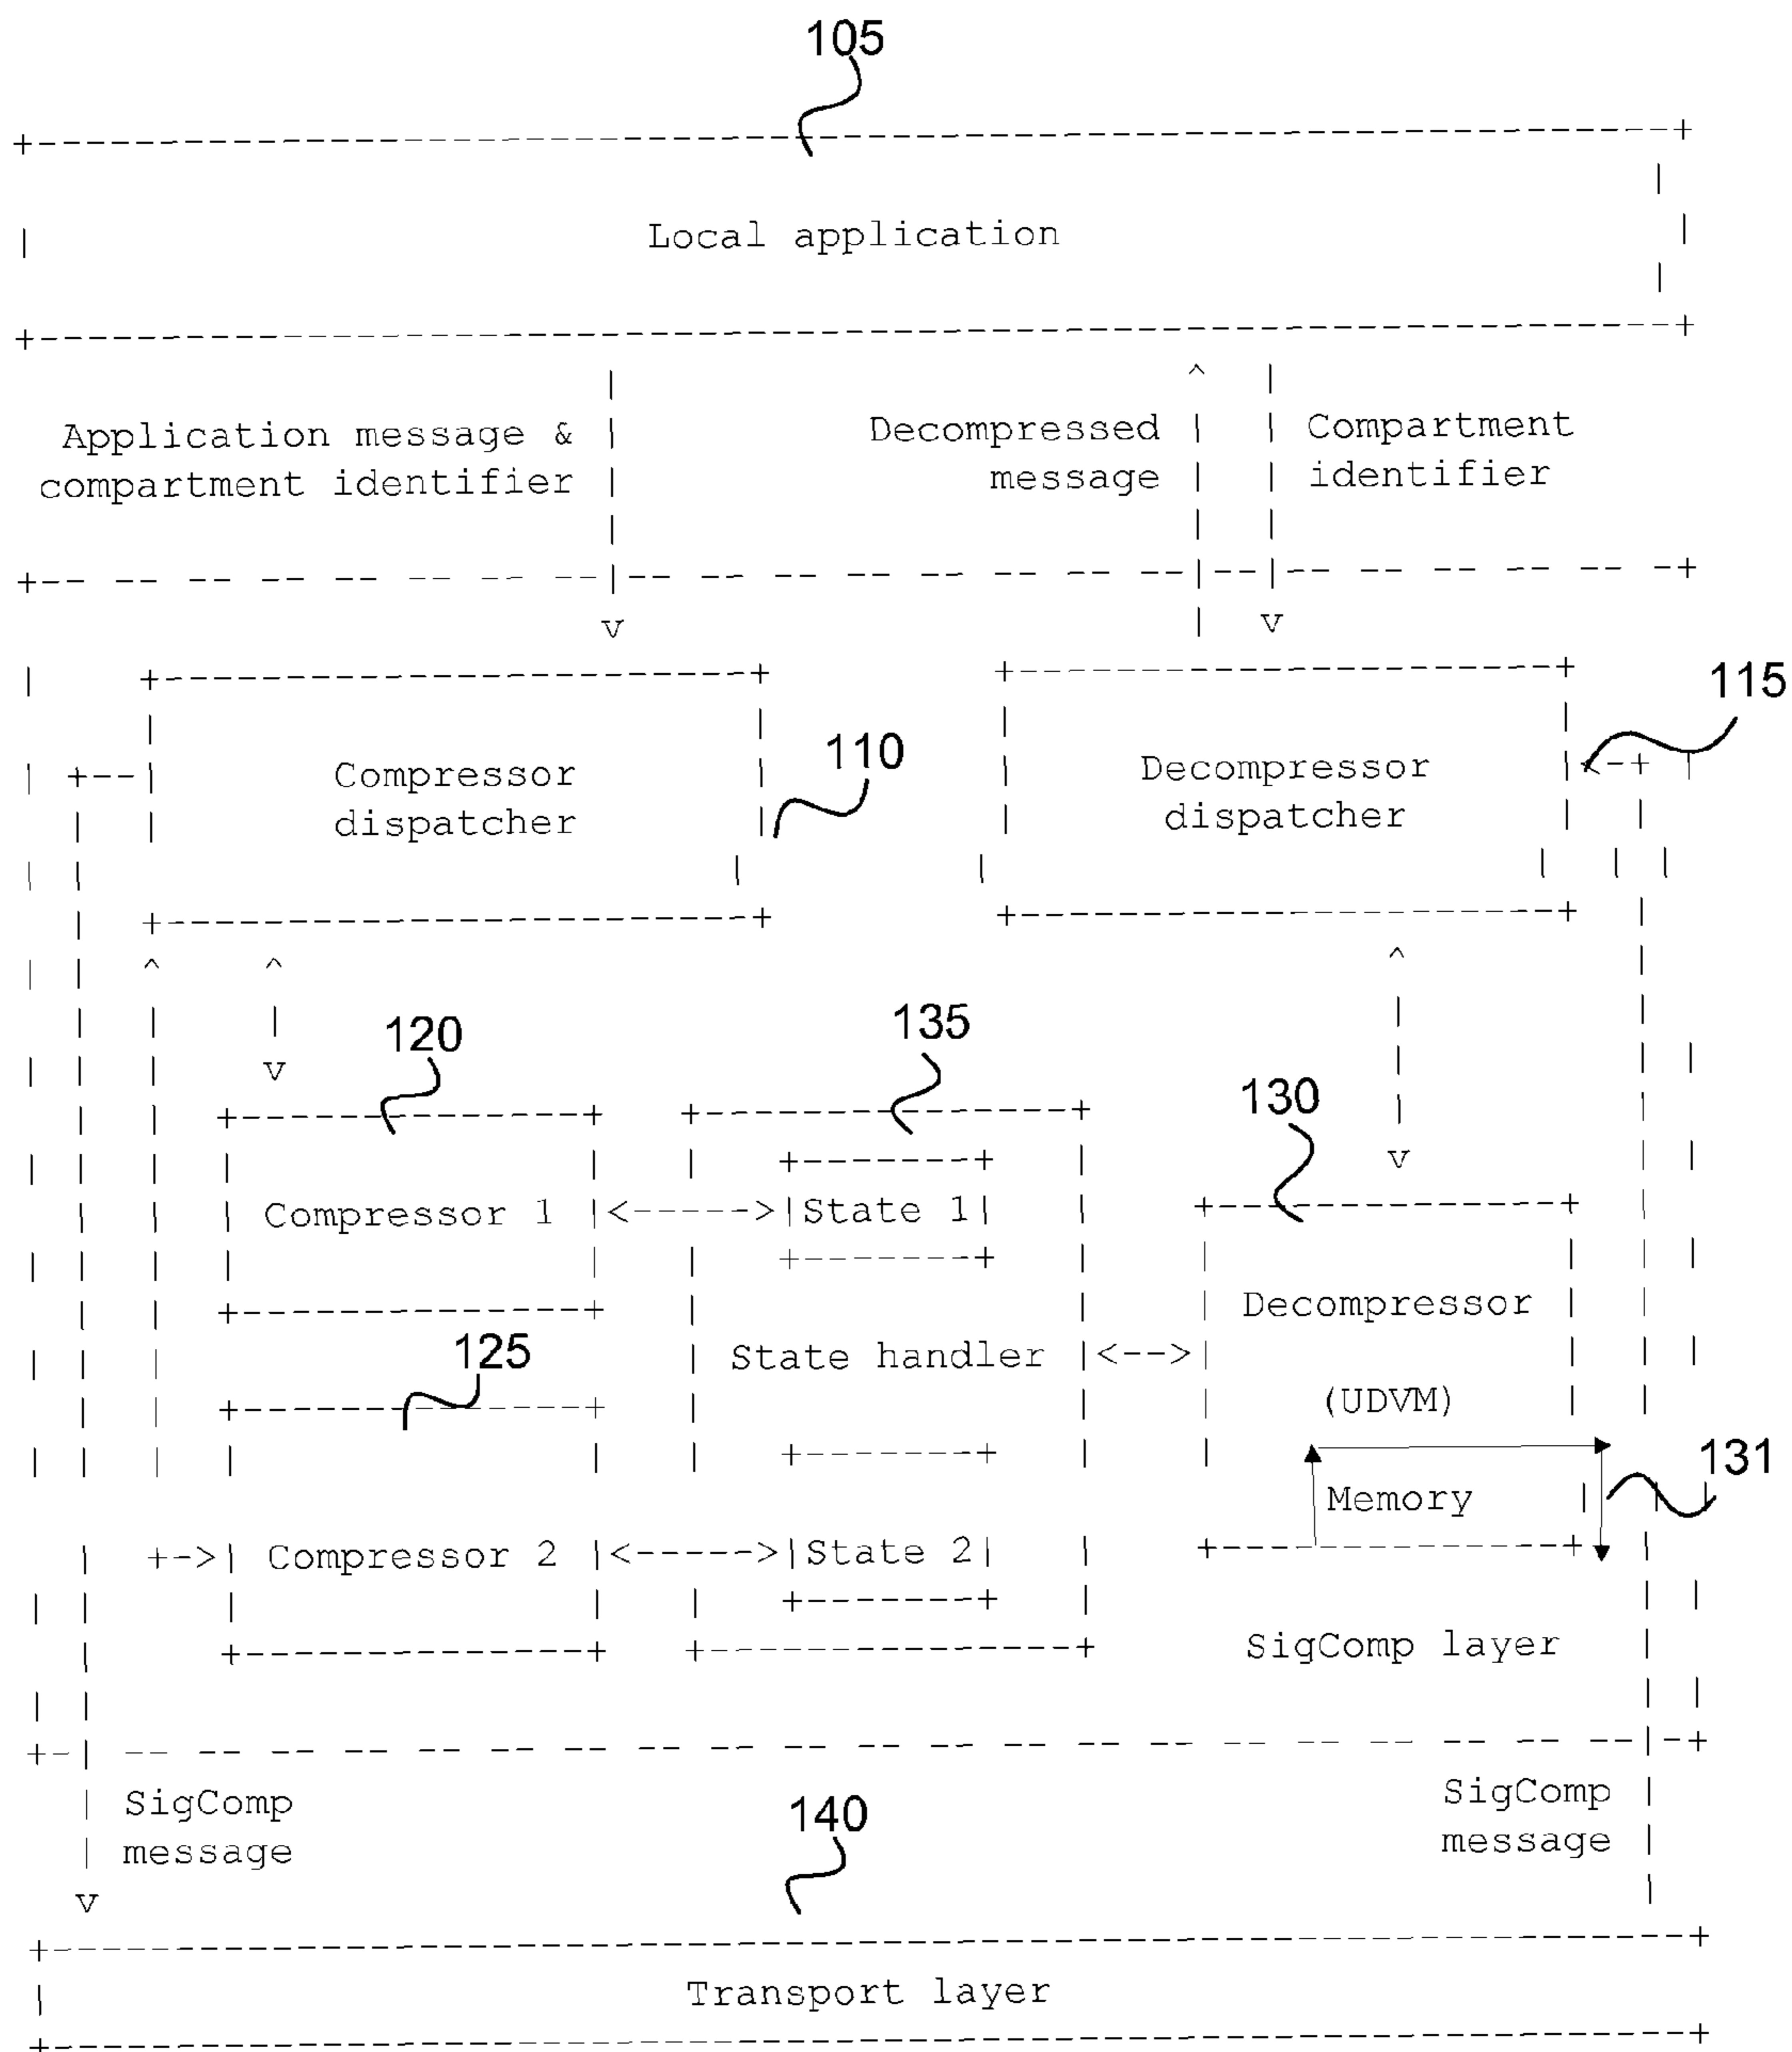 105
Local application
Application message &
compartment identifier
Decompressed
message
Compartment
identifier
115
110
Compressor
dispatcher
Decompressor
dispatcher
120
135
130
Compressor 1
State 1
Decompressor
(UDVM)
State handler
125
131
Memory
Compressor 2
State 2
SigComp layer
SigComp
message
SigComp
message
140
Transport layer